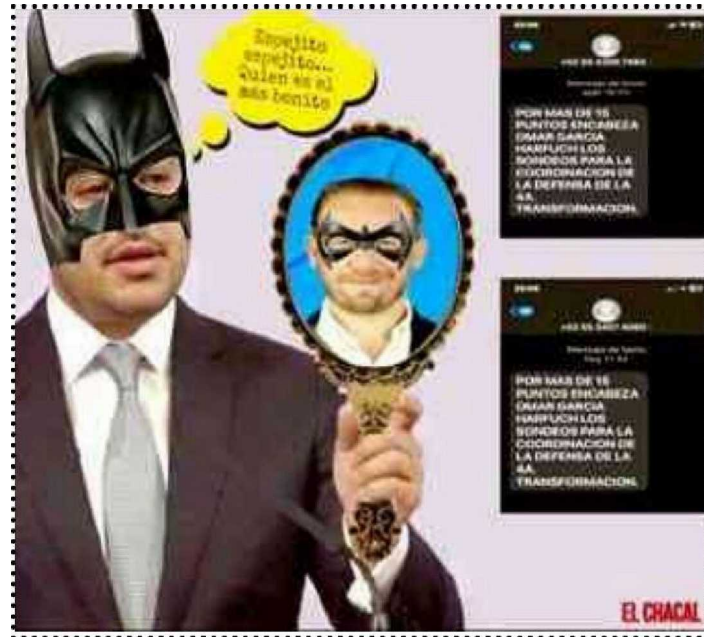 Espejito
espejito...
Quien es el
más bonito
POR MAS DE 15
PUNTOS ENCABEZA
OMAR GARCIA
HARFUCH LOS
SONDEOS PARA LA
COORDINACION DE
LA DEFENSA DE LA
4A.
TRANSFORMACION.
POR MAS DE 15
PUNTOS ENCABEZA
OMAR GARCIA
HARFUCH LOS
SONDEOS PARA LA
COORDINACION DE
LA DEFENSA DE LA
4A.
TRANSFORMACION.
EL CHACAL